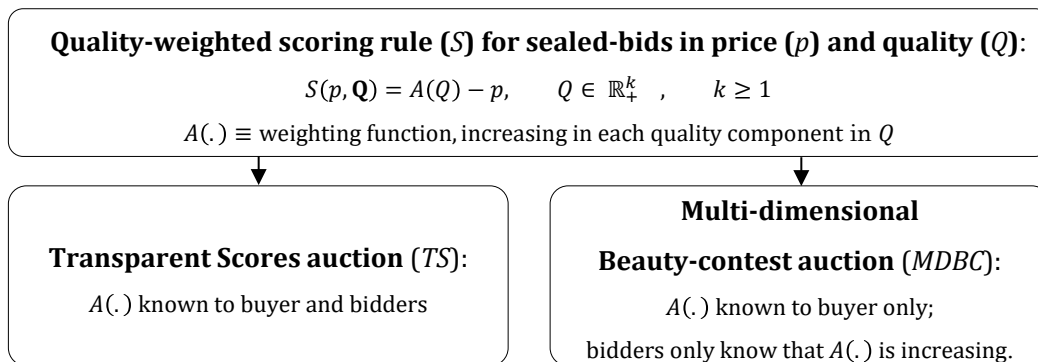 Quality-weighted scoring rule (S) for sealed-bids in price (p) and quality (Q):
S(p, Q) = A(Q) − p, Q ∈ ℝ₊ᵏ , k ≥ 1
A(.) ≡ weighting function, increasing in each quality component in Q
Transparent Scores auction (TS):
A(.) known to buyer and bidders
Multi-dimensional
Beauty-contest auction (MDBC):
A(.) known to buyer only;
bidders only know that A(.) is increasing.